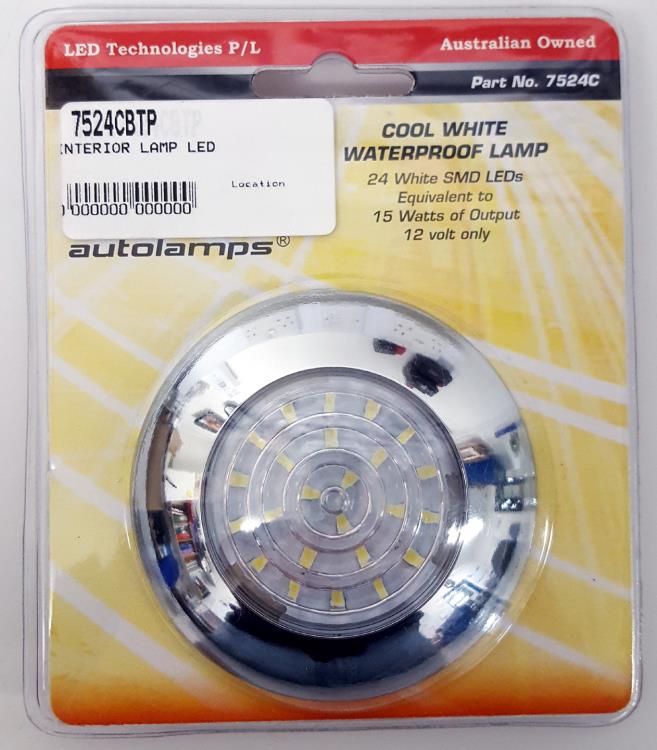 LED Technologies P/L
Australian Owned
Part No. 7524C
7524CBTP
INTERIOR LAMP LED
Location
000000 000000
autolamps®
COOL WHITE
WATERPROOF LAMP
24 White SMD LEDs
Equivalent to
15 Watts of Output
12 volt only